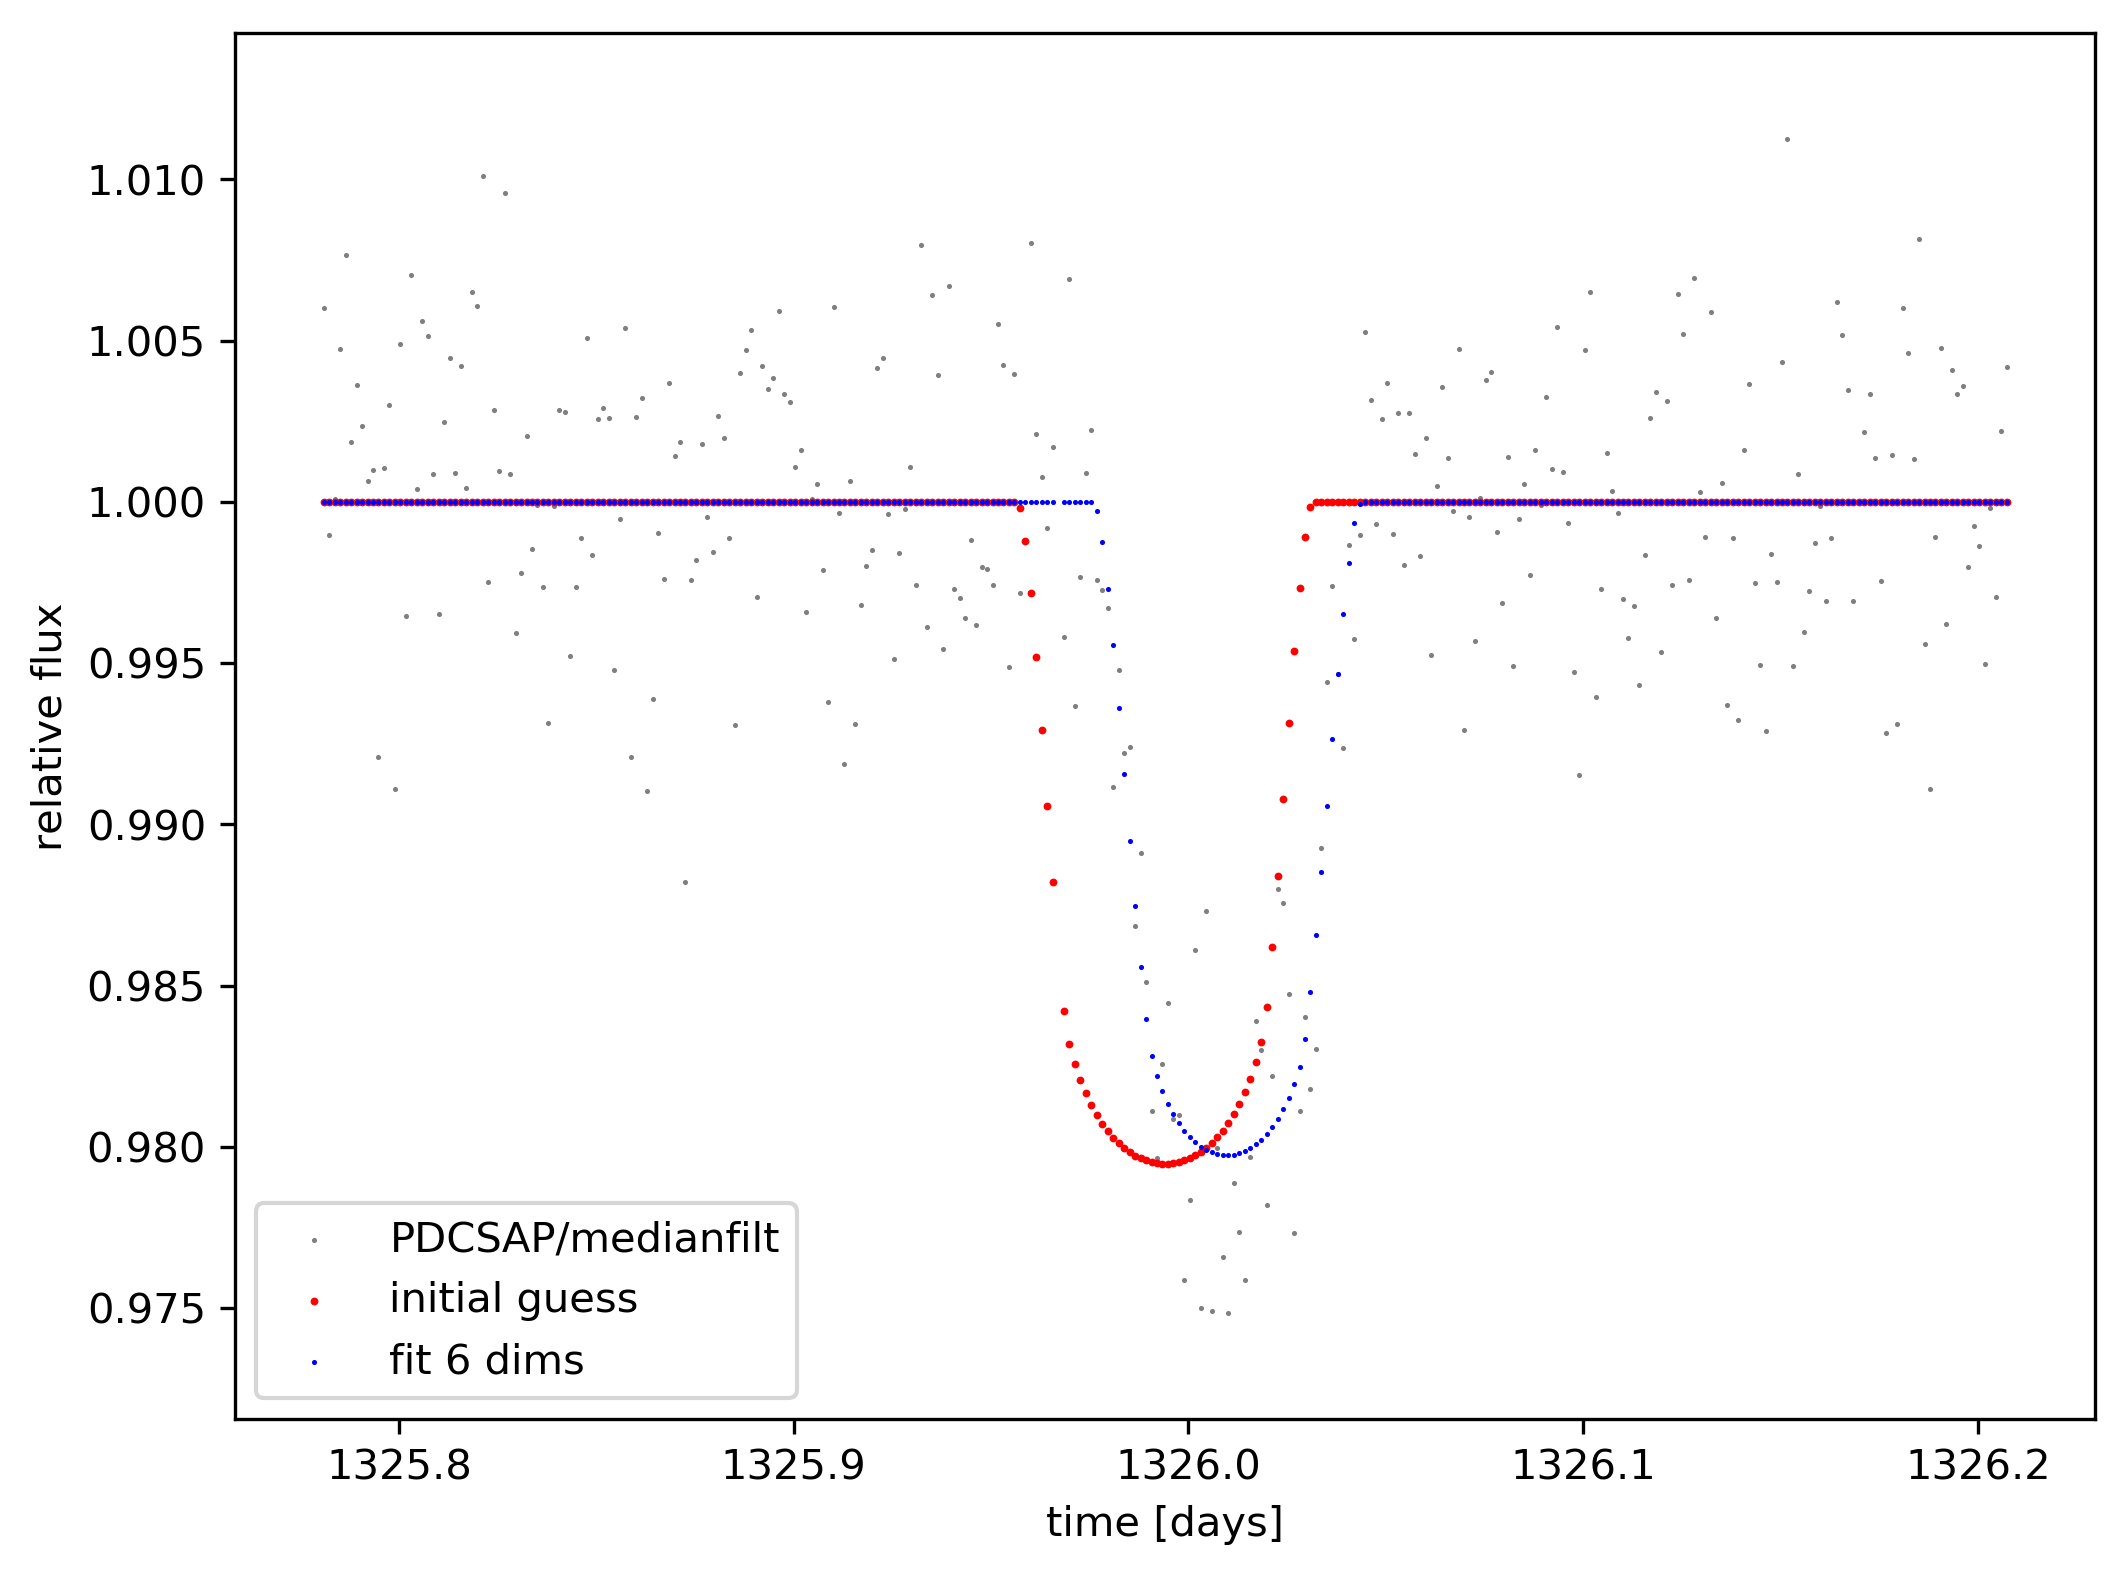 1.010
1.005
1.000
0.995
0.990
0.985
0.980
0.975
relative flux
PDCSAP/medianfilt
initial guess
fit 6 dims
1325.8 1325.9 1326.0 1326.1 1326.2
time [days]